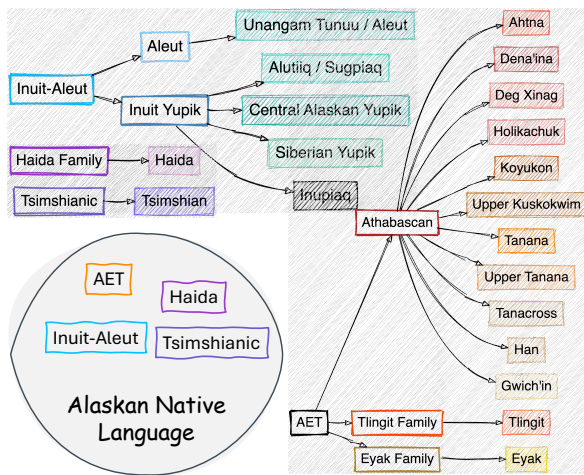 Unangam Tunuu / Aleut
Aleut
Alutiiq / Sugpiaq
Inuit-Aleut
Inuit Yupik
Central Alaskan Yupik
Siberian Yupik
Haida Family
Haida
Tsimshianic
Tsimshian
Inupiaq
Ahtna
Dena'ina
Deg Xinag
Holikachuk
Koyukon
Upper Kuskokwim
Athabascan
Tanana
Upper Tanana
Tanacross
Han
Gwich'in
AET
Tlingit Family
Tlingit
Eyak Family
Eyak
AET
Haida
Inuit-Aleut
Tsimshianic
Alaskan Native
Language